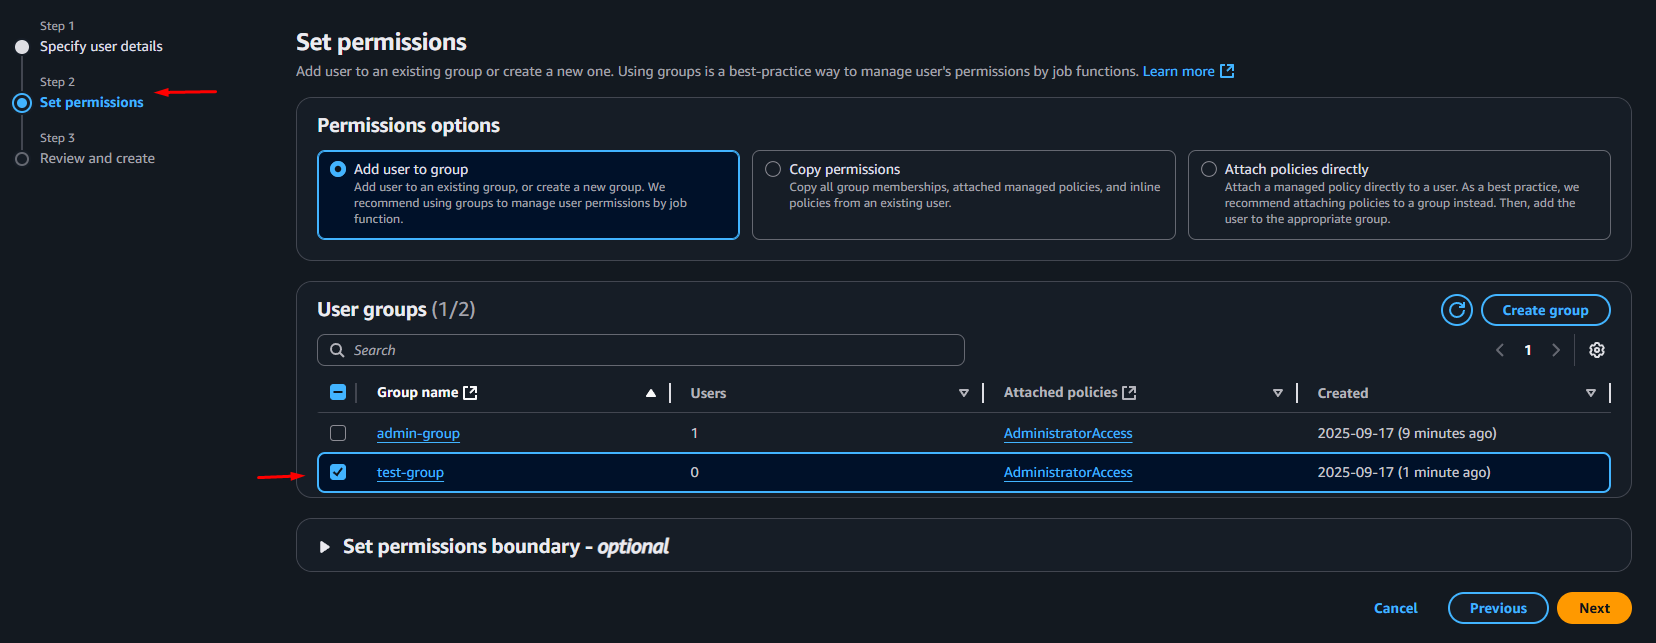 Step 1
Specify user details
Step 2
Set permissions
Step 3
Review and create
Set permissions
Add user to an existing group or create a new one. Using groups is a best-practice way to manage user's permissions by job functions. Learn more
Permissions options
Add user to group
Add user to an existing group, or create a new group. We
recommend using groups to manage user permissions by job
function.
Copy permissions
Copy all group memberships, attached managed policies, and inline
policies from an existing user.
Attach policies directly
Attach a managed policy directly to a user. As a best practice, we
recommend attaching policies to a group instead. Then, add the
user to the appropriate group.
User groups (1/2)
Create group
Search
1
Group name Users Attached policies Created
admin-group 1 AdministratorAccess 2025-09-17 (9 minutes ago)
test-group 0 AdministratorAccess 2025-09-17 (1 minute ago)
Set permissions boundary - optional
Cancel Previous Next